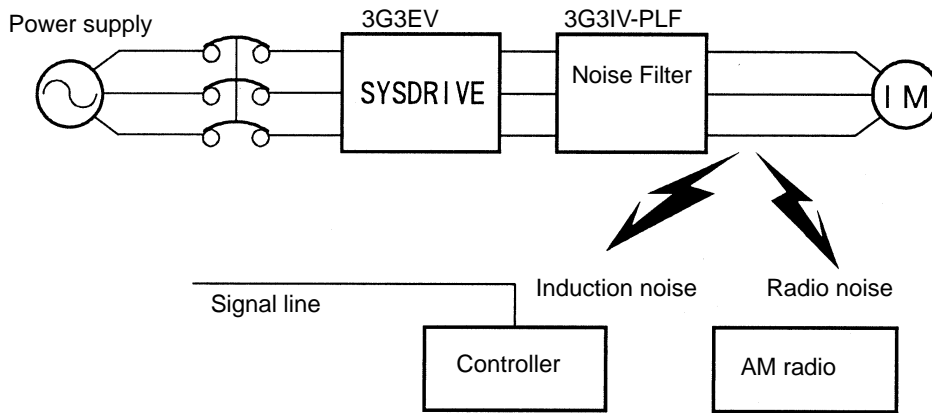 3G3EV
3G3IV-PLF
Power supply
SYSDRIVE
Noise Filter
IM
Induction noise
Radio noise
Signal line
Controller
AM radio